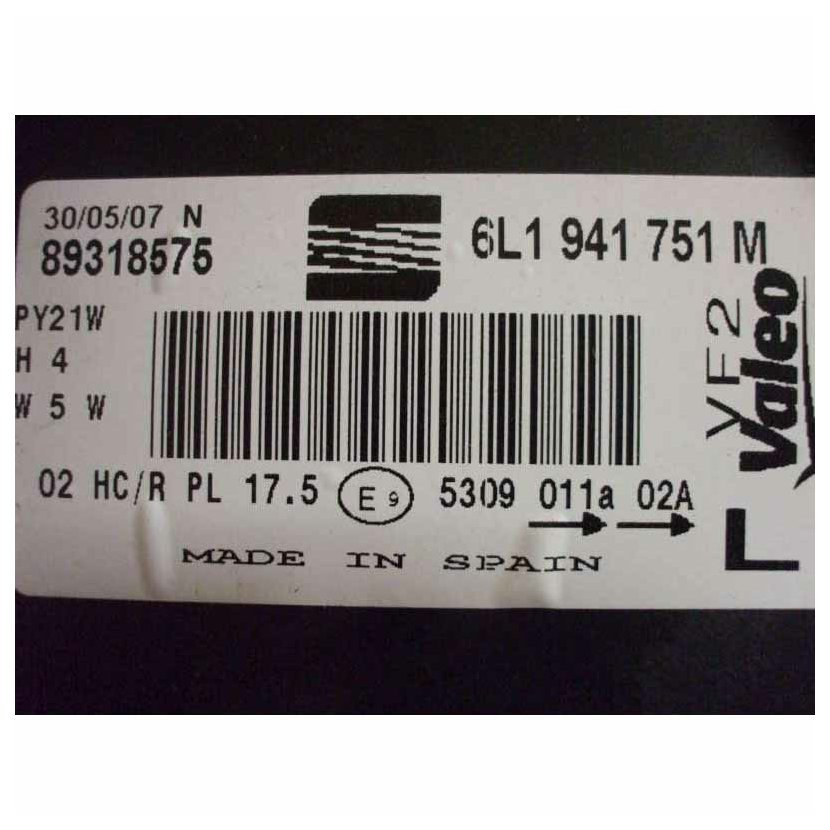 30/05/07 N
89318575
6L1 941 751 M
PY21W
H 4
W 5 W
VF2
Valeo
02 HC/R PL 17.5 E 9 5309 011a 02A
L
MADE IN SPAIN